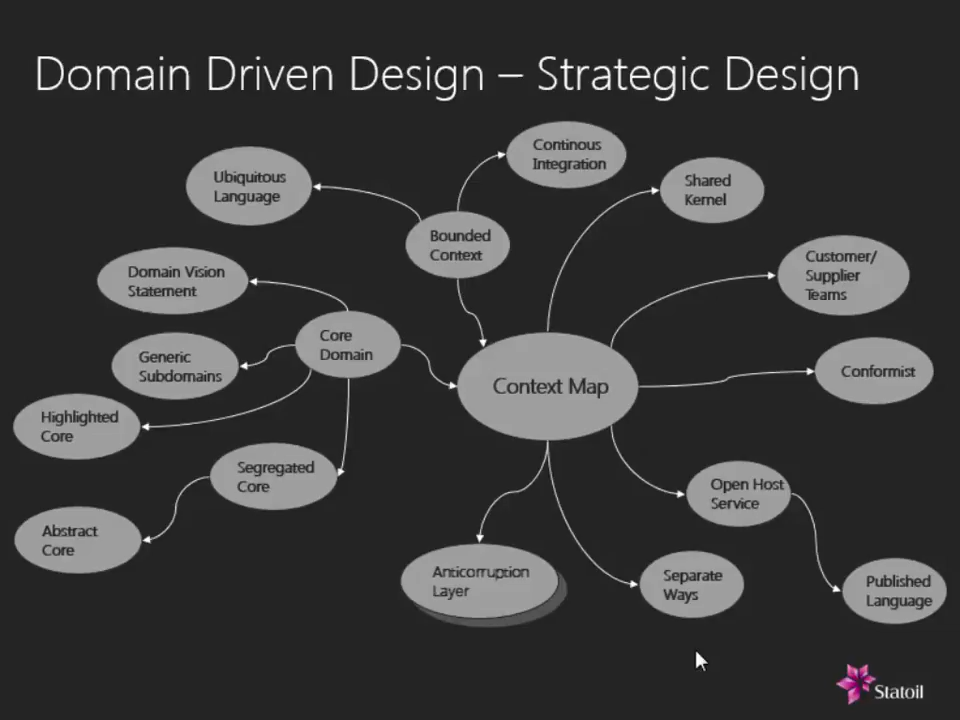 Domain Driven Design – Strategic Design
Continous
Integration
Ubiquitous
Language
Shared
Kernel
Bounded
Context
Customer/
Supplier
Teams
Domain Vision
Statement
Core
Domain
Generic
Subdomains
Context Map
Conformist
Highlighted
Core
Segregated
Core
Open Host
Service
Abstract
Core
Anticorruption
Layer
Separate
Ways
Published
Language
Statoil